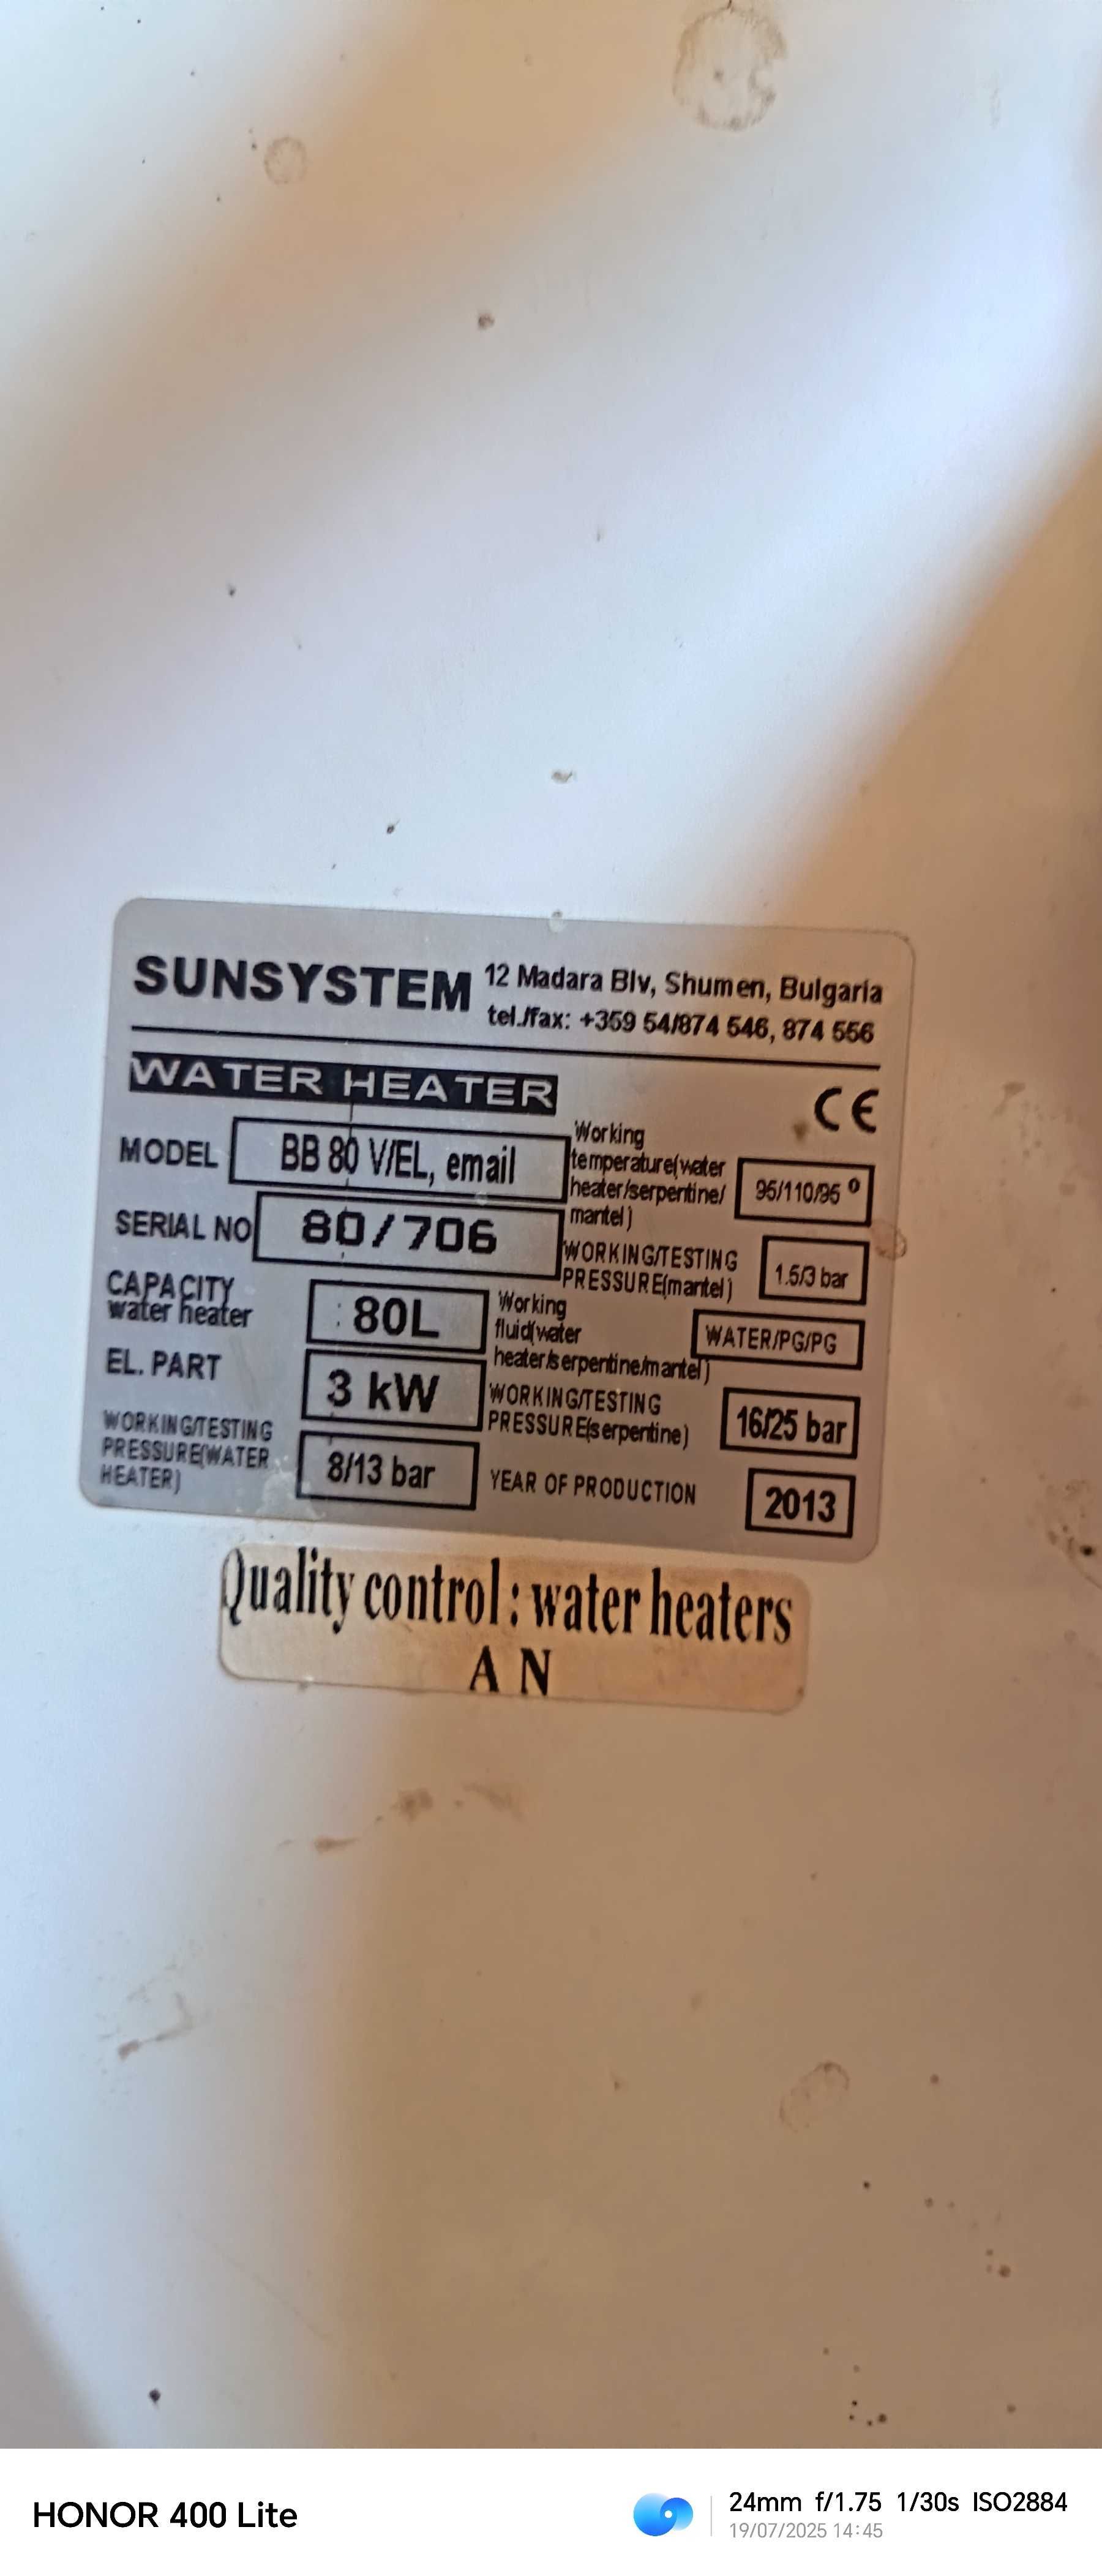 SUNSYSTEM
12 Madara Blv, Shumen, Bulgaria
tel./fax: +359 54/874 546, 874 556
WATER HEATER
CE
MODEL
BB 80 V/EL, email
SERIAL NO
80/706
CAPACITY
water heater
80L
EL. PART
3 kW
WORKING/TESTING
PRESSURE(WATER
HEATER)
8/13 bar
Working
temperature(water
heater/serpentine/
mantel)
95/110/95 °
WORKING/TESTING
PRESSURE(mantel)
1.5/3 bar
Working
fluid(water
heater/serpentine/mantel)
WATER/PG/PG
WORKING/TESTING
PRESSURE(serpentine)
16/25 bar
YEAR OF PRODUCTION
2013
Quality control : water heaters
A N
HONOR 400 Lite
24mm f/1.75 1/30s ISO2884
19/07/2025 14:45